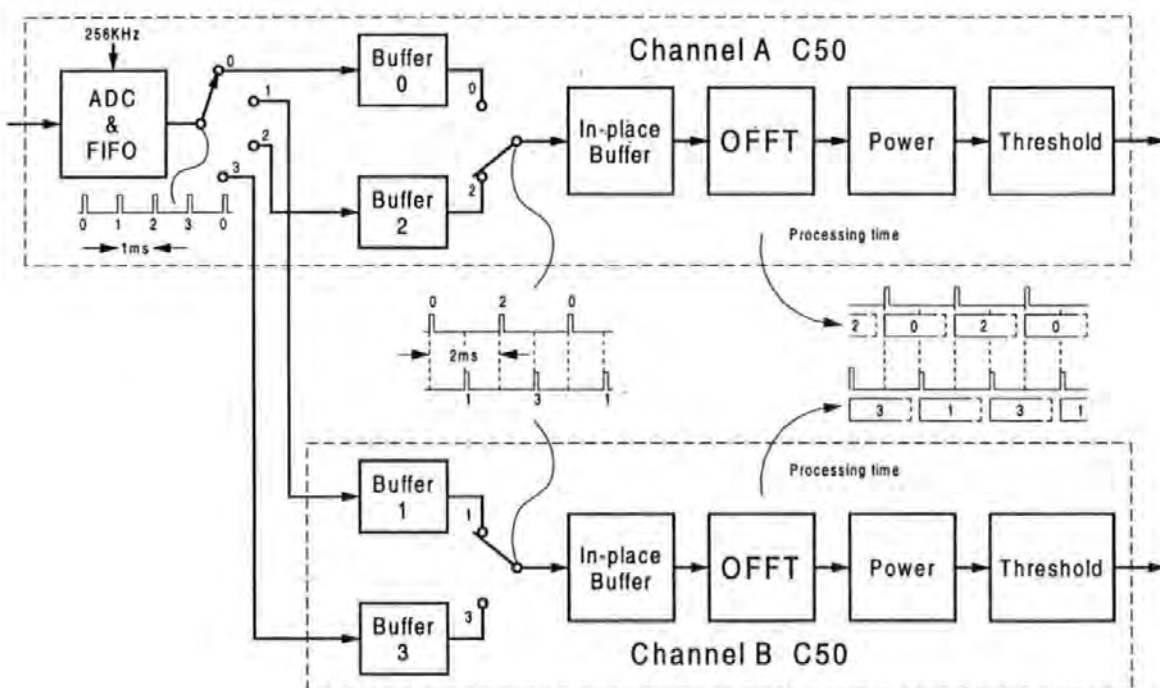 256KHz
ADC
&
FIFO
0
1
2
3
0 1 2 3 0
1ms
Buffer
0
Buffer
2
0
2
Channel A C50
In-place
Buffer
OFFT
Power
Threshold
Processing time
0 2 0
2ms
1 3 1
2 0 2 0
3 1 3 1
Processing time
Buffer
1
Buffer
3
1
3
In-place
Buffer
OFFT
Power
Threshold
Channel B C50